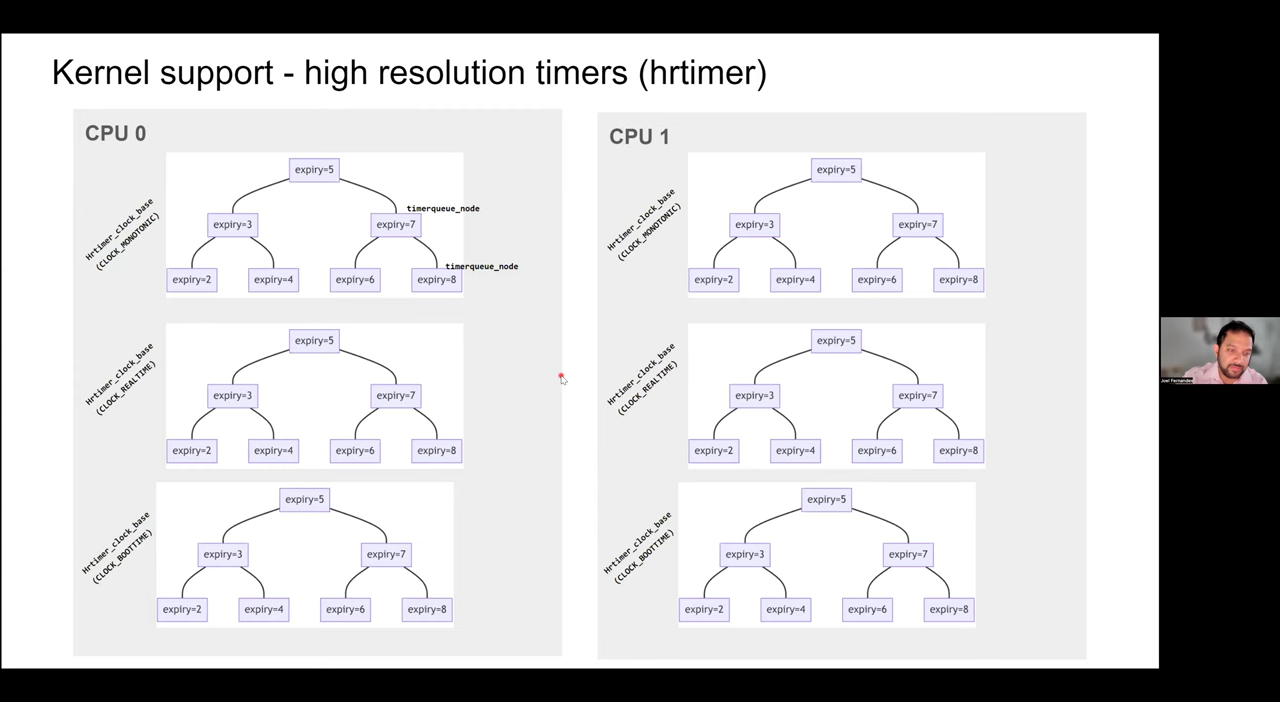 Kernel support - high resolution timers (hrtimer)
CPU 0
Hrtimer_clock_base
(CLOCK_MONOTONIC)
expiry=5
timerqueue_node
expiry=3
expiry=7
timerqueue_node
expiry=2
expiry=4
expiry=6
expiry=8
Hrtimer_clock_base
(CLOCK_REALTIME)
expiry=5
expiry=3
expiry=7
expiry=2
expiry=4
expiry=6
expiry=8
Hrtimer_clock_base
(CLOCK_BOOTTIME)
expiry=5
expiry=3
expiry=7
expiry=2
expiry=4
expiry=6
expiry=8
CPU 1
Hrtimer_clock_base
(CLOCK_MONOTONIC)
expiry=5
expiry=3
expiry=7
expiry=2
expiry=4
expiry=6
expiry=8
Hrtimer_clock_base
(CLOCK_REALTIME)
expiry=5
expiry=3
expiry=7
expiry=2
expiry=4
expiry=6
expiry=8
Hrtimer_clock_base
(CLOCK_BOOTTIME)
expiry=5
expiry=3
expiry=7
expiry=2
expiry=4
expiry=6
expiry=8
Joel Fernandes